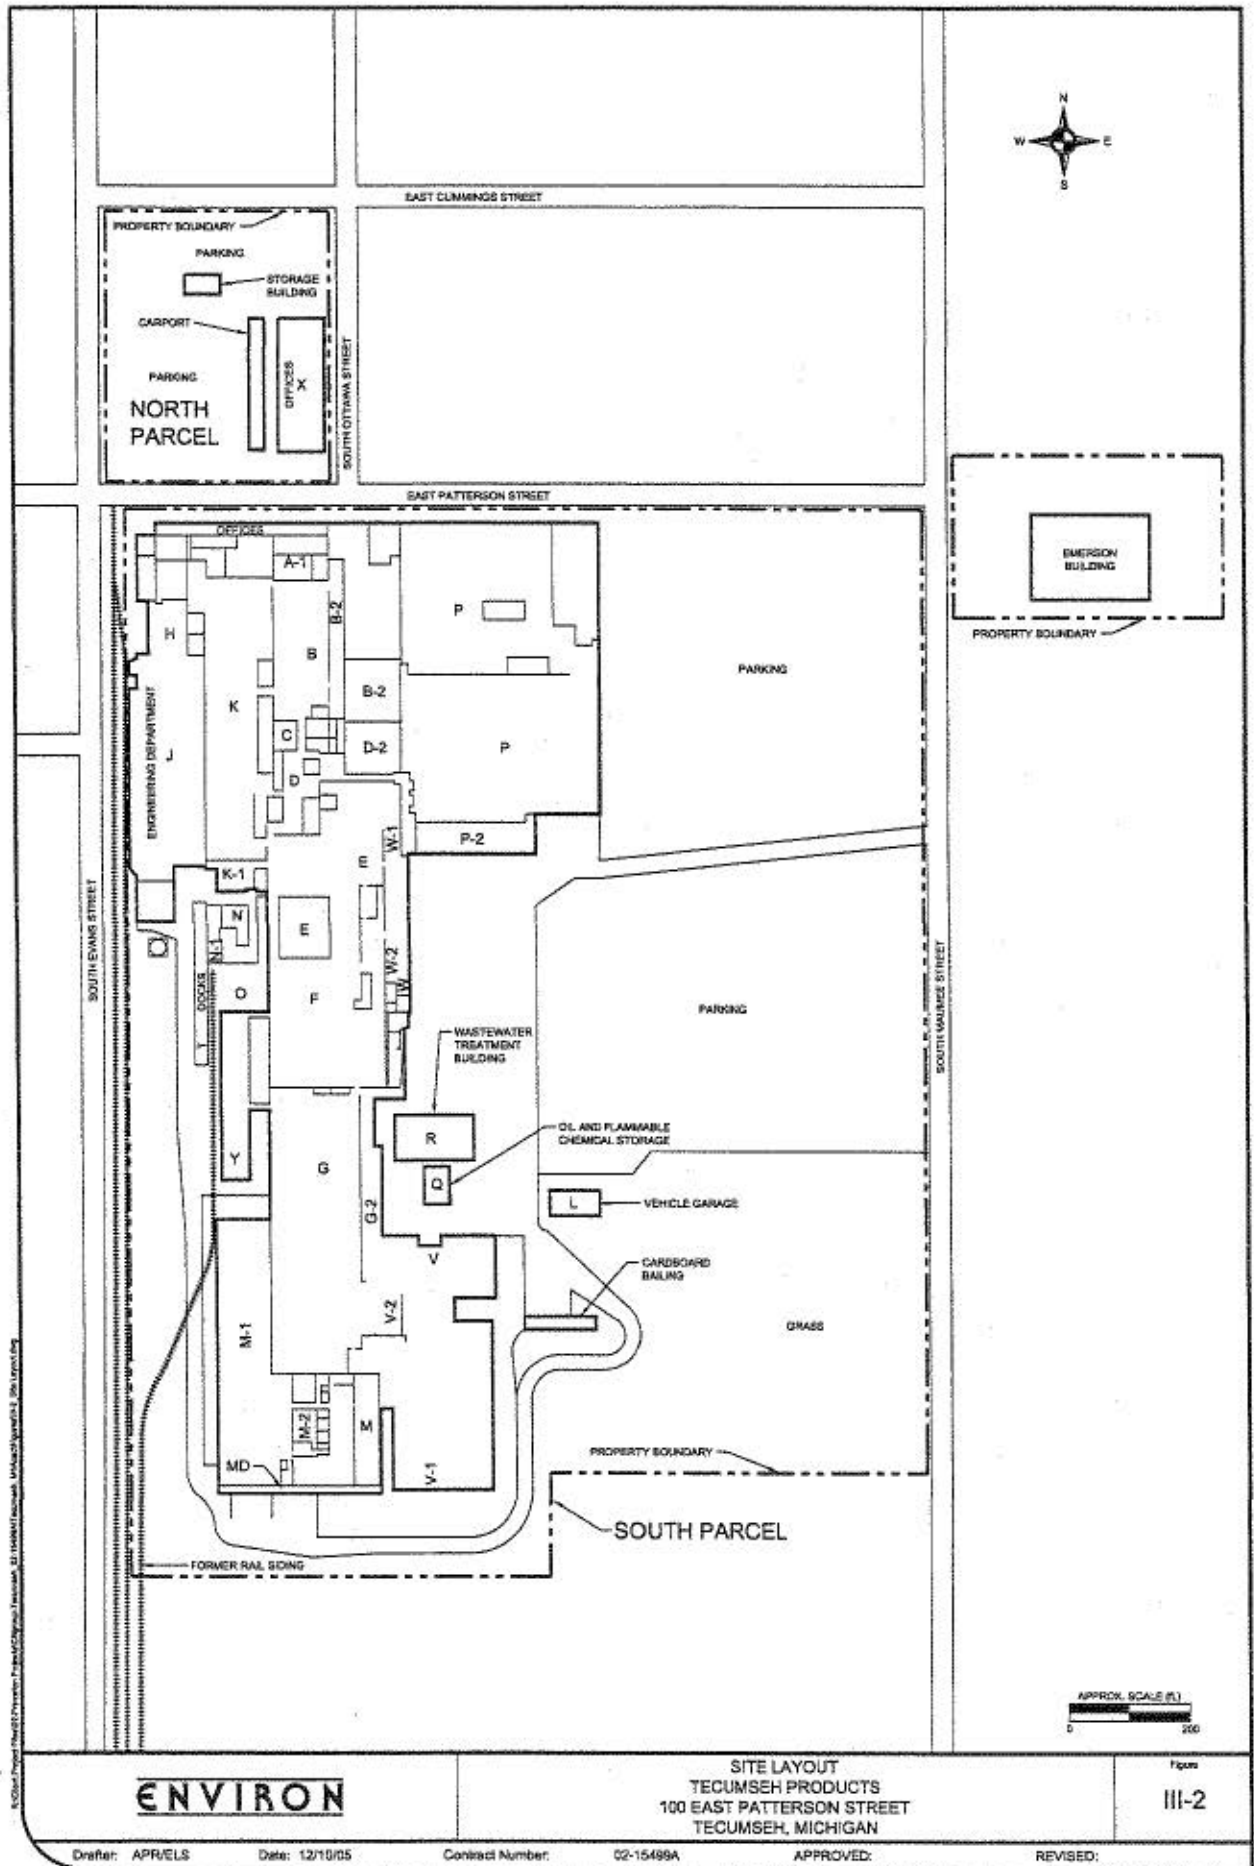 N
W E
S
EAST CUMMINGS STREET
PROPERTY BOUNDARY
PARKING
STORAGE
BUILDING
CARPORT
PARKING
OFFICES
X
NORTH
PARCEL
SOUTH OTTAWA STREET
EAST PATTERSON STREET
OFFICES
A-1
B-2
P
EMERSON
BUILDING
PROPERTY BOUNDARY
H
B
PARKING
B-2
K
C
D-2
P
J
ENGINEERING DEPARTMENT
D
W-1
P-2
E
K-1
SOUTH EVANS STREET
N
E
N-1
W-2
W
DOCKS
O
F
T
PARKING
SOUTH MAUMEE STREET
WASTEWATER
TREATMENT
BUILDING
OIL AND FLAMMABLE
CHEMICAL STORAGE
R
Y
G
Q
G-2
L
VEHICLE GARAGE
V
CARDBOARD
BAILING
V-2
M-1
GRASS
M-2
M
MD
V-1
PROPERTY BOUNDARY
SOUTH PARCEL
FORMER RAIL SIDING
APPROX. SCALE (ft.)
0 200
ENVIRON
SITE LAYOUT
TECUMSEH PRODUCTS
100 EAST PATTERSON STREET
TECUMSEH, MICHIGAN
Figure
III-2
Drafter: APR/ELS Date: 12/10/05 Contract Number: 02-15499A APPROVED: REVISED: